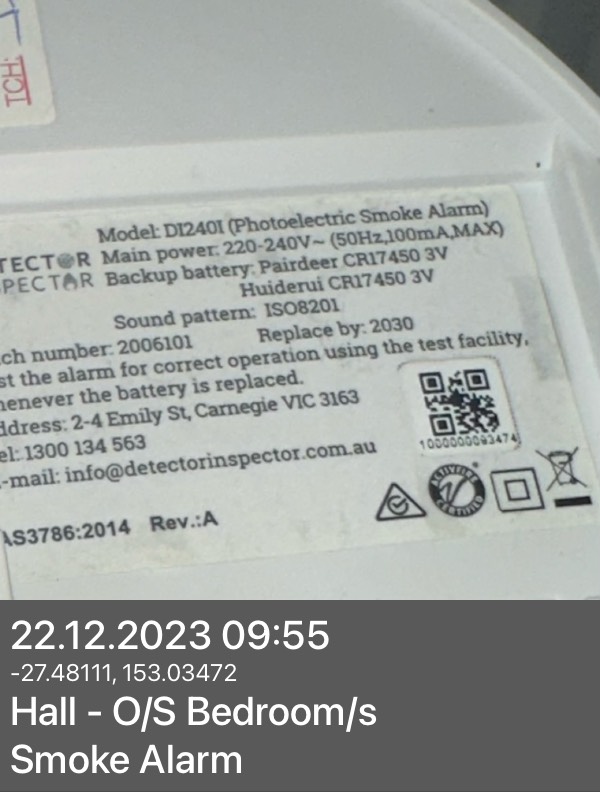 TCH:
Model: DI240I (Photoelectric Smoke Alarm)
TECTOR Main power: 220-240V~ (50Hz,100mA,MAX)
PECTAR Backup battery: Pairdeer CR17450 3V
Huiderui CR17450 3V
Sound pattern: ISO8201
ch number: 2006101 Replace by: 2030
st the alarm for correct operation using the test facility,
henever the battery is replaced.
ddress: 2-4 Emily St, Carnegie VIC 3163
el: 1300 134 563
-mail: info@detectorinspector.com.au
1000000093474
AS3786:2014 Rev.:A
22.12.2023 09:55
-27.48111, 153.03472
Hall - O/S Bedroom/s
Smoke Alarm